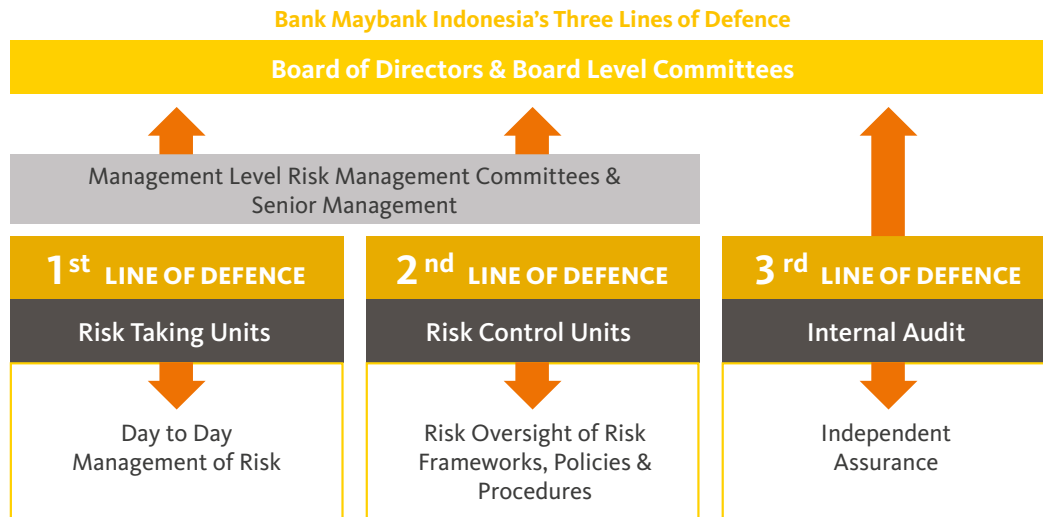 Bank Maybank Indonesia's Three Lines of Defence
Board of Directors & Board Level Committees
Management Level Risk Management Committees &
Senior Management
1st LINE OF DEFENCE
Risk Taking Units
Day to Day
Management of Risk
2nd LINE OF DEFENCE
Risk Control Units
Risk Oversight of Risk
Frameworks, Policies &
Procedures
3rd LINE OF DEFENCE
Internal Audit
Independent
Assurance